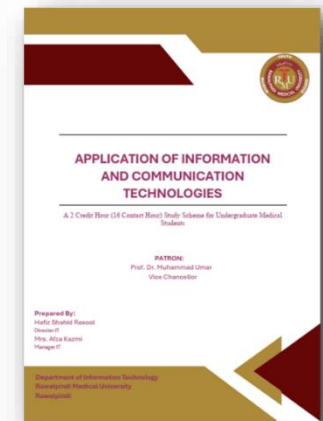 APPLICATION OF INFORMATION
AND COMMUNICATION
TECHNOLOGIES
A 2 Credit Hour (16 Contact Hour) Study Scheme for Undergraduate Medical
Students
PATRON:
Prof. Dr. Muhammad Umar
Vice Chancellor
Prepared By:
Hafiz Shahid Rasool
Director IT
Mrs. Afza Kazmi
Manager IT
Department of Information Technology
Rawalpindi Medical University
Rawalpindi